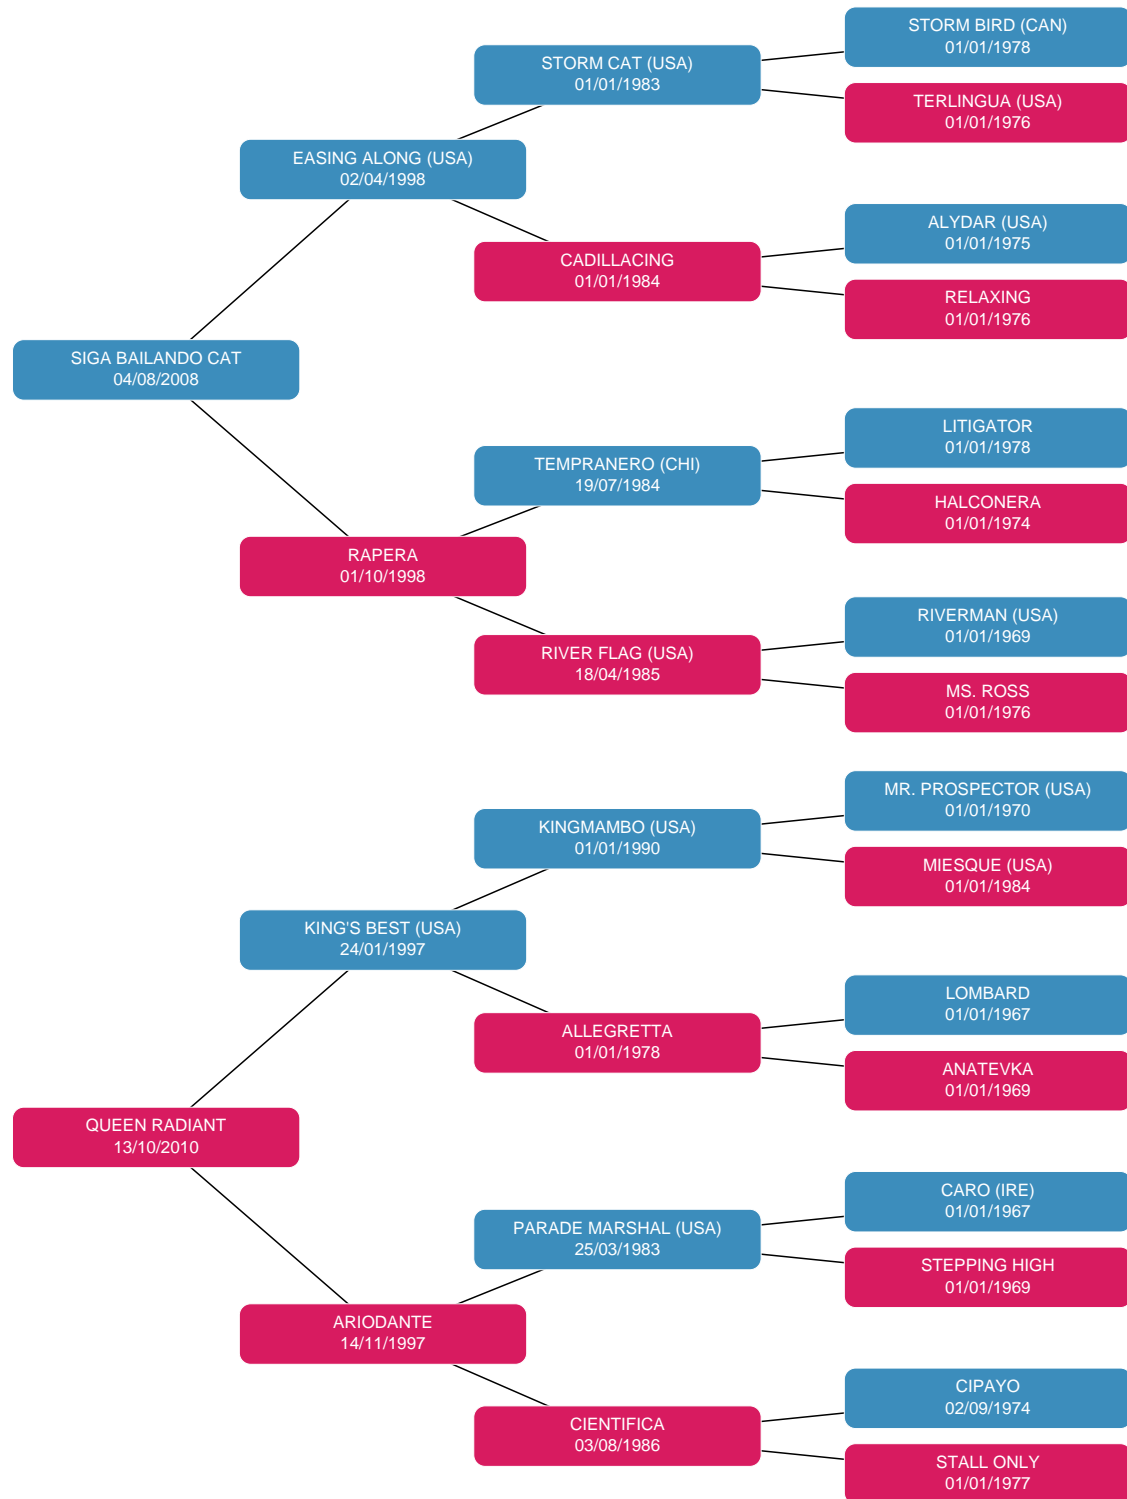 STORM BIRD (CAN)
01/01/1978
STORM CAT (USA)
01/01/1983
TERLINGUA (USA)
01/01/1976
EASING ALONG (USA)
02/04/1998
ALYDAR (USA)
01/01/1975
CADILLACING
01/01/1984
RELAXING
01/01/1976
SIGA BAILANDO CAT
04/08/2008
LITIGATOR
01/01/1978
TEMPRANERO (CHI)
19/07/1984
HALCONERA
01/01/1974
RAPERA
01/10/1998
RIVERMAN (USA)
01/01/1969
RIVER FLAG (USA)
18/04/1985
MS. ROSS
01/01/1976
MR. PROSPECTOR (USA)
01/01/1970
KINGMAMBO (USA)
01/01/1990
MIESQUE (USA)
01/01/1984
KING'S BEST (USA)
24/01/1997
LOMBARD
01/01/1967
ALLEGRETTA
01/01/1978
ANATEVKA
01/01/1969
QUEEN RADIANT
13/10/2010
CARO (IRE)
01/01/1967
PARADE MARSHAL (USA)
25/03/1983
STEPPING HIGH
01/01/1969
ARIODANTE
14/11/1997
CIPAYO
02/09/1974
CIENTIFICA
03/08/1986
STALL ONLY
01/01/1977